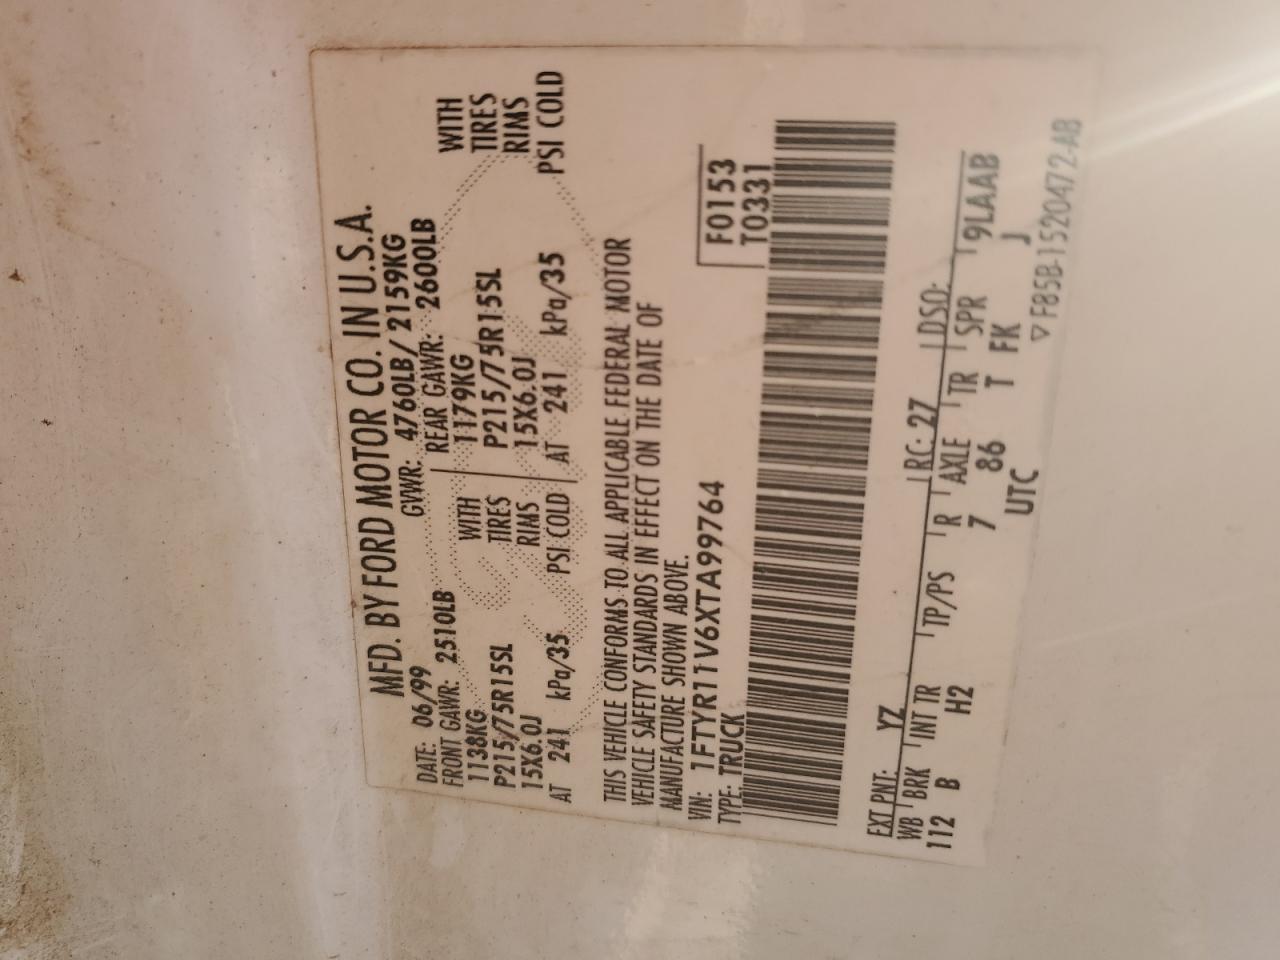 MFD. BY FORD MOTOR CO. IN U.S.A.
DATE: 06/99 GVWR: 4760LB/ 2159KG
FRONT GAWR: 2510LB REAR GAWR: 2600LB
1138KG WITH 1179KG WITH
P215/75R15SL TIRES P215/75R15SL TIRES
15X6.0J RIMS 15X6.0J RIMS
AT 241 kPa/35 PSI COLD AT 241 kPa/35 PSI COLD
THIS VEHICLE CONFORMS TO ALL APPLICABLE FEDERAL MOTOR
VEHICLE SAFETY STANDARDS IN EFFECT ON THE DATE OF
MANUFACTURE SHOWN ABOVE.
VIN: 1FTYR11V6XTA99764 F0153
TYPE: TRUCK T0331
EXT PNT: YZ RC: 27 DSO:
WB BRK INT TR TP/PS R AXLE TR SPR 9LAAB
112 B H2 7 86 T FK J
UTC
▽ F85B-1520472-AB